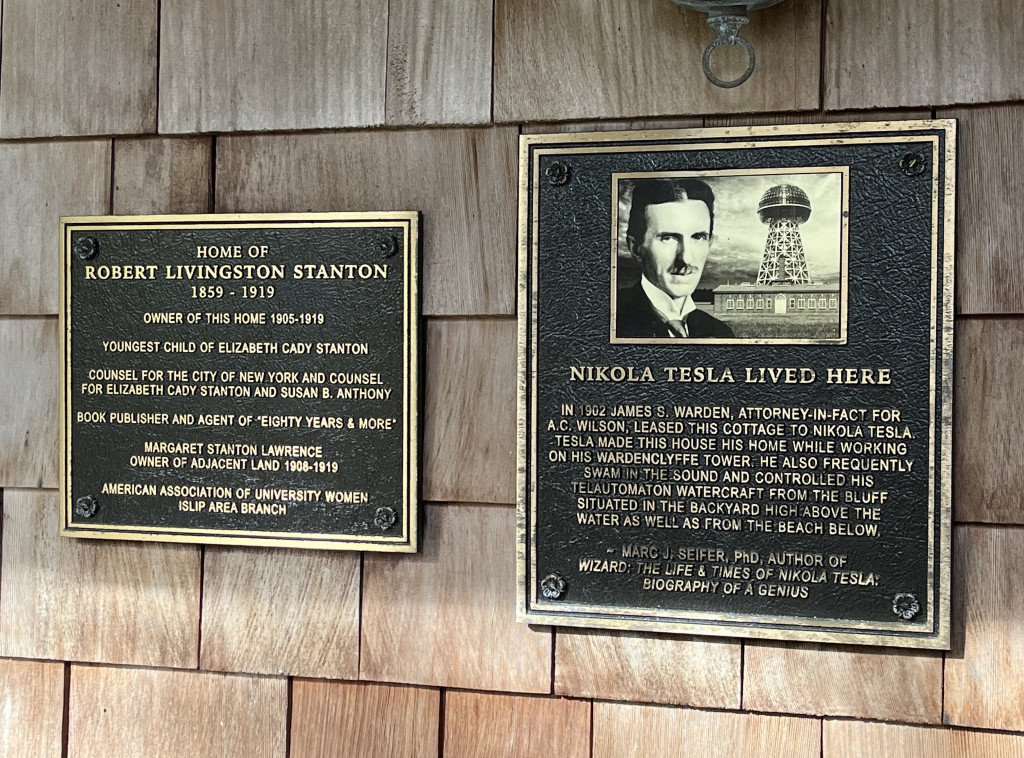 HOME OF
ROBERT LIVINGSTON STANTON
1859 - 1919
OWNER OF THIS HOME 1905-1919
YOUNGEST CHILD OF ELIZABETH CADY STANTON
COUNSEL FOR THE CITY OF NEW YORK AND COUNSEL
FOR ELIZABETH CADY STANTON AND SUSAN B. ANTHONY
BOOK PUBLISHER AND AGENT OF "EIGHTY YEARS & MORE"
MARGARET STANTON LAWRENCE
OWNER OF ADJACENT LAND 1908-1919
AMERICAN ASSOCIATION OF UNIVERSITY WOMEN
ISLIP AREA BRANCH
NIKOLA TESLA LIVED HERE
IN 1902 JAMES S. WARDEN, ATTORNEY-IN-FACT FOR
A.C. WILSON, LEASED THIS COTTAGE TO NIKOLA TESLA.
TESLA MADE THIS HOUSE HIS HOME WHILE WORKING
ON HIS WARDENCLYFFE TOWER. HE ALSO FREQUENTLY
SWAM IN THE SOUND AND CONTROLLED HIS
TELAUTOMATON WATERCRAFT FROM THE BLUFF
SITUATED IN THE BACKYARD HIGH ABOVE THE
WATER AS WELL AS FROM THE BEACH BELOW.
~ MARC J. SEIFER, PhD, AUTHOR OF
WIZARD: THE LIFE & TIMES OF NIKOLA TESLA:
BIOGRAPHY OF A GENIUS